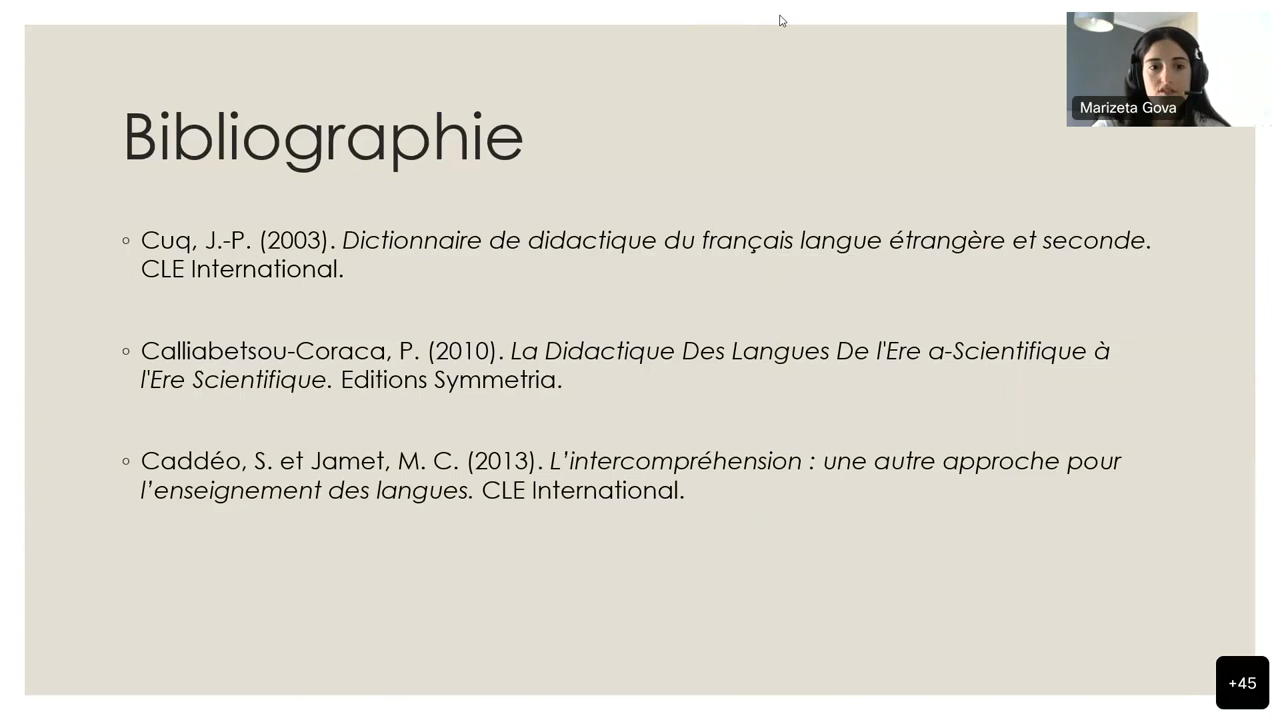 Marizeta Gova
Bibliographie
◦ Cuq, J.-P. (2003). Dictionnaire de didactique du français langue étrangère et seconde.
CLE International.
◦ Calliabetsou-Coraca, P. (2010). La Didactique Des Langues De l'Ere a-Scientifique à
l'Ere Scientifique. Editions Symmetria.
◦ Caddéo, S. et Jamet, M. C. (2013). L’intercompréhension : une autre approche pour
l’enseignement des langues. CLE International.
+45